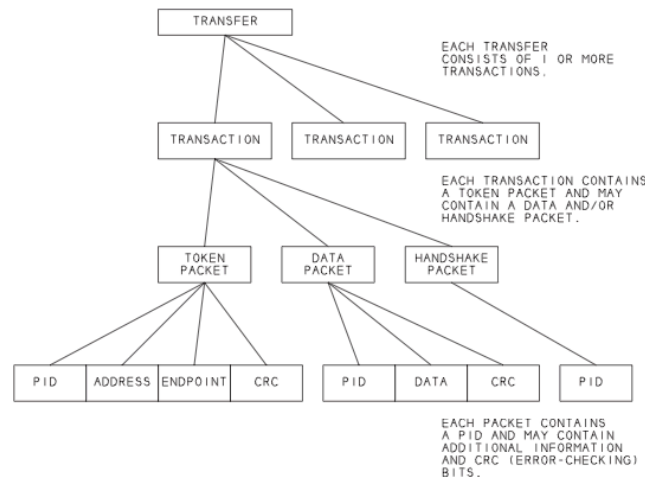 TRANSFER
EACH TRANSFER
CONSISTS OF 1 OR MORE
TRANSACTIONS.
TRANSACTION TRANSACTION TRANSACTION
EACH TRANSACTION CONTAINS
A TOKEN PACKET AND MAY
CONTAIN A DATA AND/OR
HANDSHAKE PACKET.
TOKEN
PACKET
DATA
PACKET
HANDSHAKE
PACKET
PID ADDRESS ENDPOINT CRC PID DATA CRC PID
EACH PACKET CONTAINS
A PID AND MAY CONTAIN
ADDITIONAL INFORMATION
AND CRC (ERROR-CHECKING)
BITS.